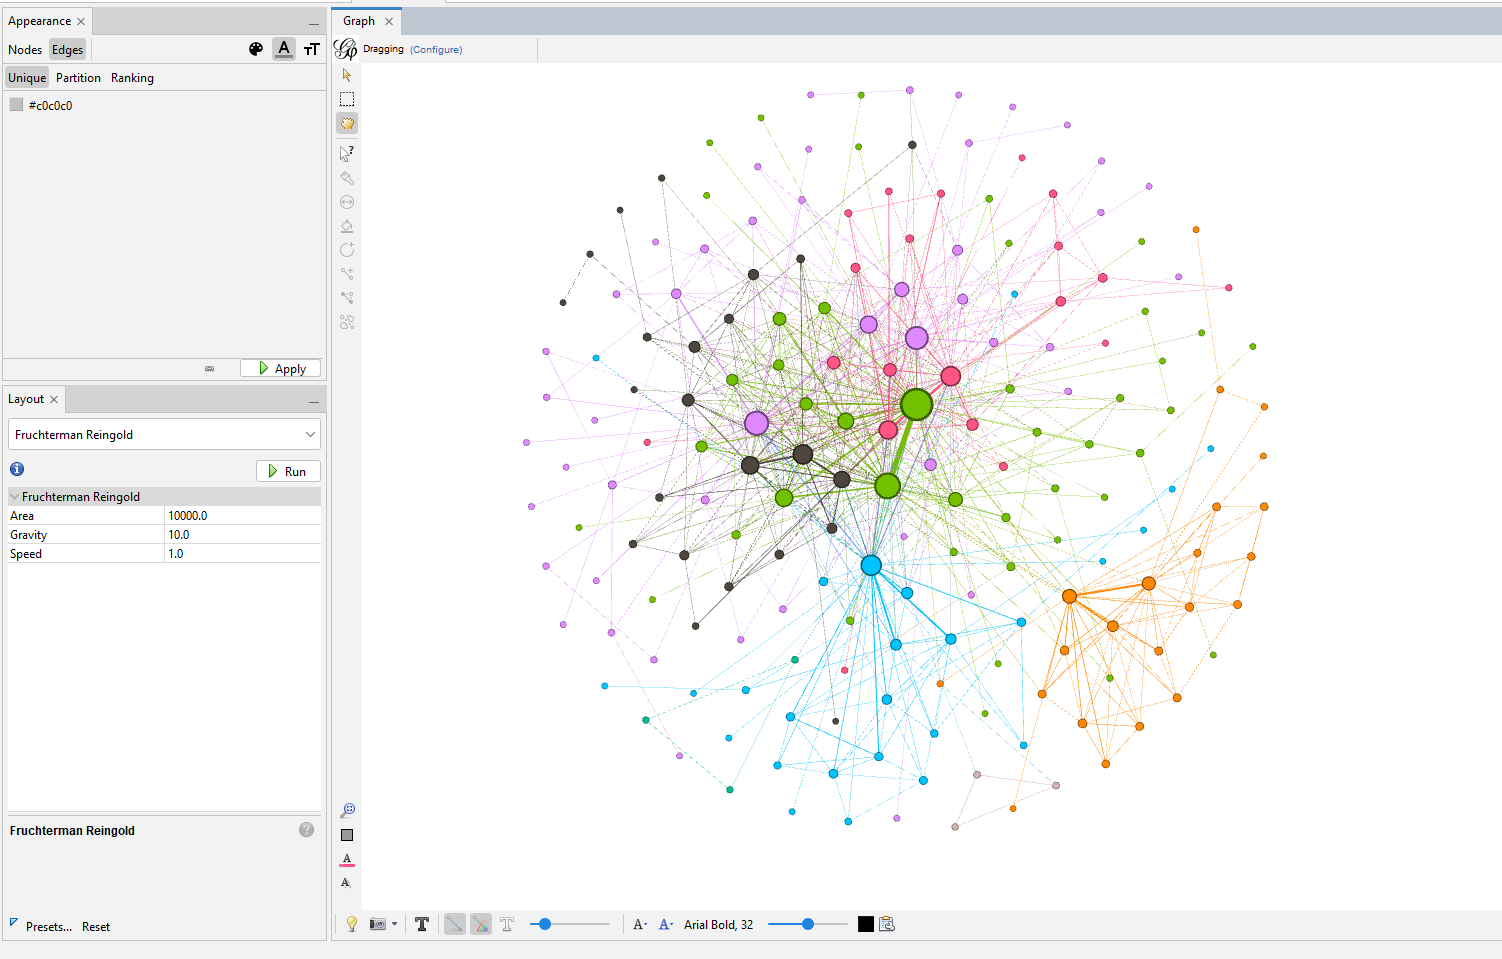 Appearance
Nodes Edges A TT
Unique Partition Ranking
#c0c0c0
Apply
Layout
Fruchterman Reingold
Run
Fruchterman Reingold
Area 10000.0
Gravity 10.0
Speed 1.0
Fruchterman Reingold
?
Presets... Reset
Graph
Dragging (Configure)
?
A
A
T T A- A- Arial Bold, 32